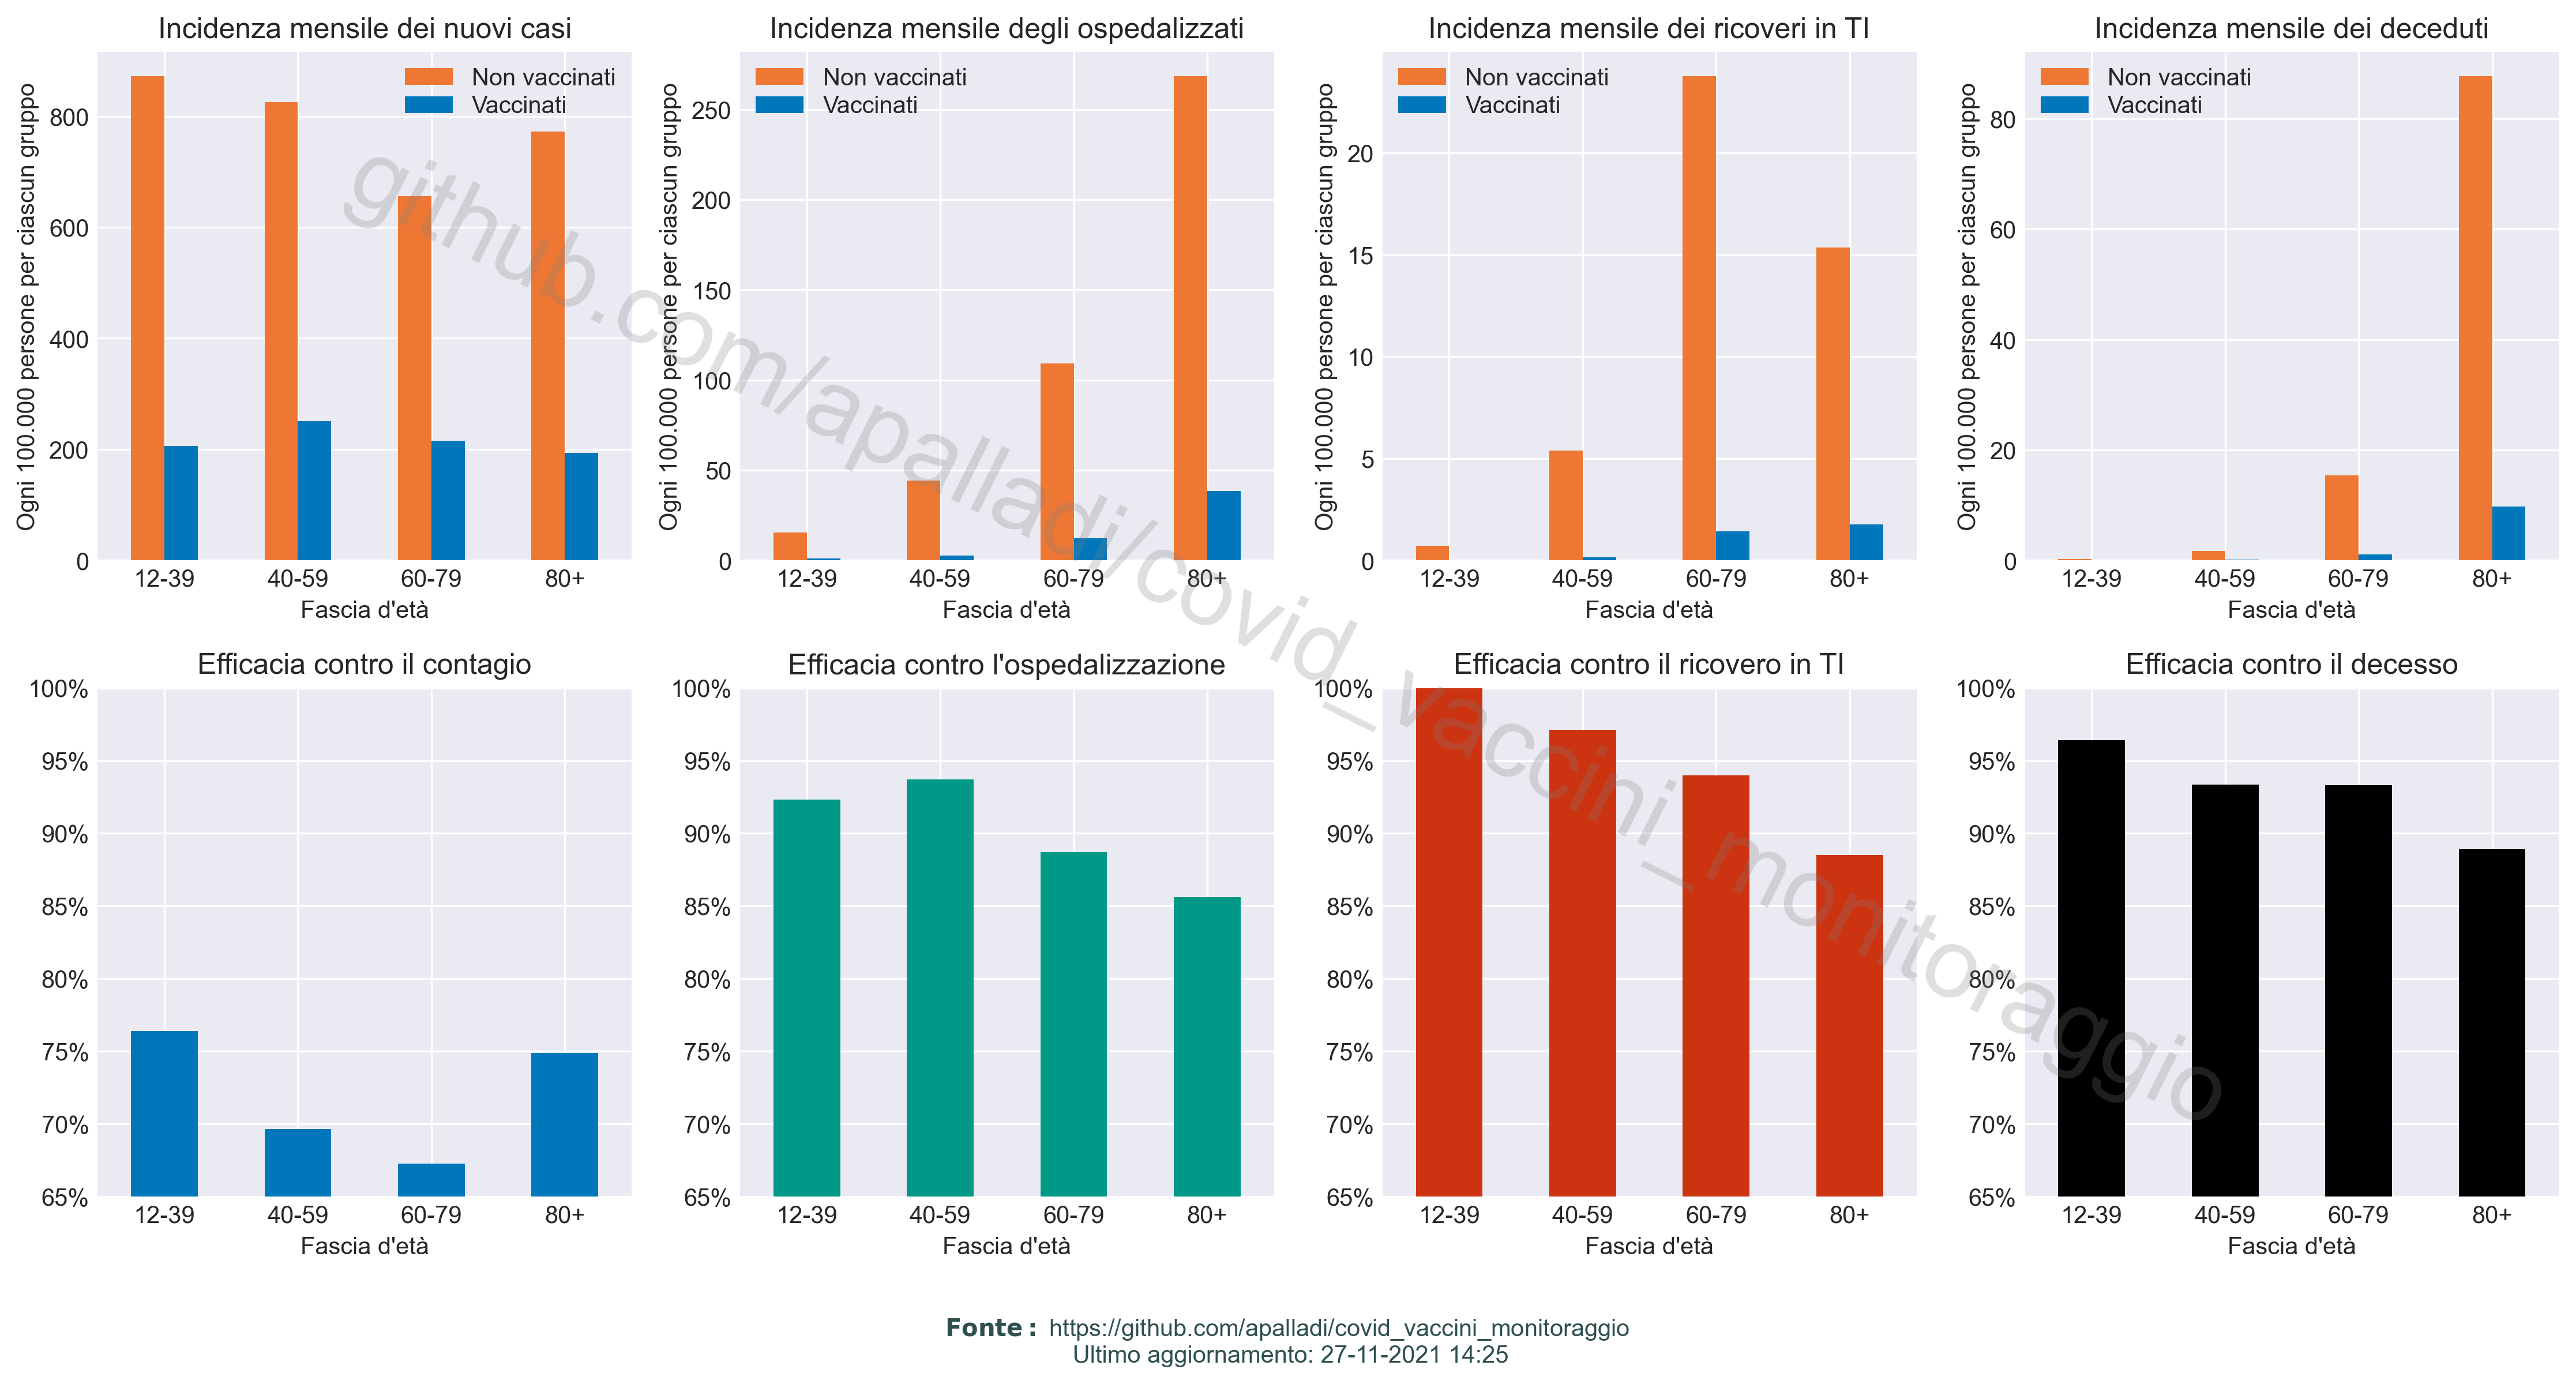 Incidenza mensile dei nuovi casi
Ogni 100.000 persone per ciascun gruppo
800
600
400
200
0
Non vaccinati
Vaccinati
12-39 40-59 60-79 80+
Fascia d'età
Incidenza mensile degli ospedalizzati
Ogni 100.000 persone per ciascun gruppo
250
200
150
100
50
0
Non vaccinati
Vaccinati
12-39 40-59 60-79 80+
Fascia d'età
Incidenza mensile dei ricoveri in TI
Ogni 100.000 persone per ciascun gruppo
20
15
10
5
0
Non vaccinati
Vaccinati
12-39 40-59 60-79 80+
Fascia d'età
Incidenza mensile dei deceduti
Ogni 100.000 persone per ciascun gruppo
80
60
40
20
0
Non vaccinati
Vaccinati
12-39 40-59 60-79 80+
Fascia d'età
Efficacia contro il contagio
100%
95%
90%
85%
80%
75%
70%
65%
12-39 40-59 60-79 80+
Fascia d'età
Efficacia contro l'ospedalizzazione
100%
95%
90%
85%
80%
75%
70%
65%
12-39 40-59 60-79 80+
Fascia d'età
Efficacia contro il ricovero in TI
100%
95%
90%
85%
80%
75%
70%
65%
12-39 40-59 60-79 80+
Fascia d'età
Efficacia contro il decesso
100%
95%
90%
85%
80%
75%
70%
65%
12-39 40-59 60-79 80+
Fascia d'età
github.com/apalladi/covid_vaccini_monitoraggio
Fonte: https://github.com/apalladi/covid_vaccini_monitoraggio
Ultimo aggiornamento: 27-11-2021 14:25